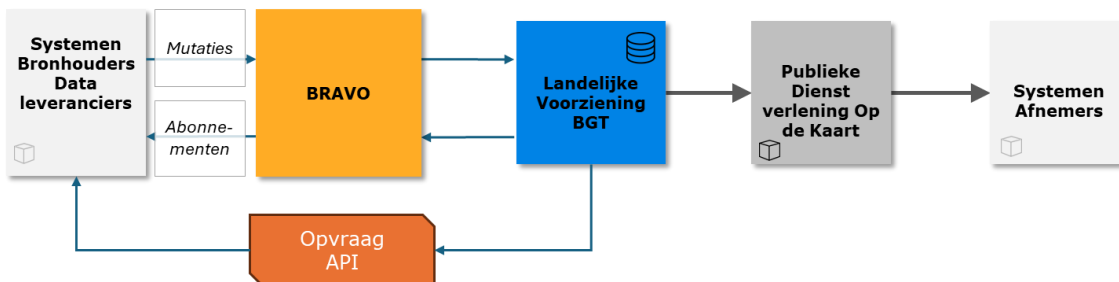 Systemen
Bronhouders
Data
leveranciers
Mutaties
Abonne-
menten
BRAVO
Landelijke
Voorziening
BGT
Publieke
Dienst
verlening Op
de Kaart
Systemen
Afnemers
Opvraag
API